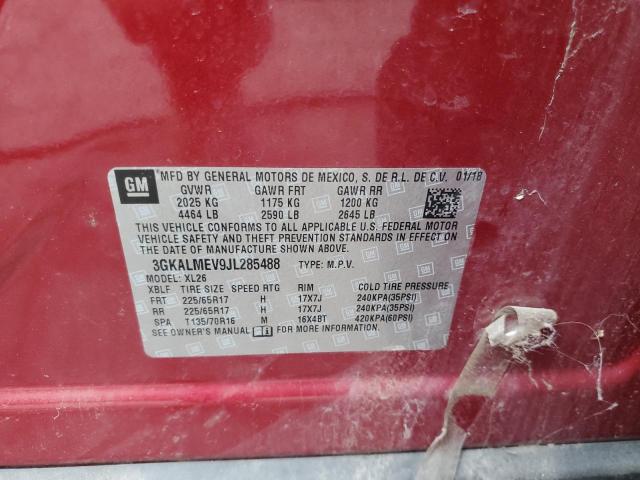 GM
*MFD BY GENERAL MOTORS DE MEXICO, S. DE R.L. DE C.V. 01/18
GVWR GAWR FRT GAWR RR
2025 KG 1175 KG 1200 KG
4464 LB 2590 LB 2645 LB
THIS VEHICLE CONFORMS TO ALL APPLICABLE U.S. FEDERAL MOTOR
VEHICLE SAFETY AND THEFT PREVENTION STANDARDS IN EFFECT ON
THE DATE OF MANUFACTURE SHOWN ABOVE.
3GKALMEV9JL285488 TYPE: M.P.V.
MODEL: XL26
XBLF TIRE SIZE SPEED RTG RIM COLD TIRE PRESSURE
FRT 225/65R17 H 17X7J 240KPA(35PSI)
RR 225/65R17 H 17X7J 240KPA(35PSI)
SPA T135/70R16 M 16X4BT 420KPA(60PSI)
SEE OWNER'S MANUAL FOR MORE INFORMATION.